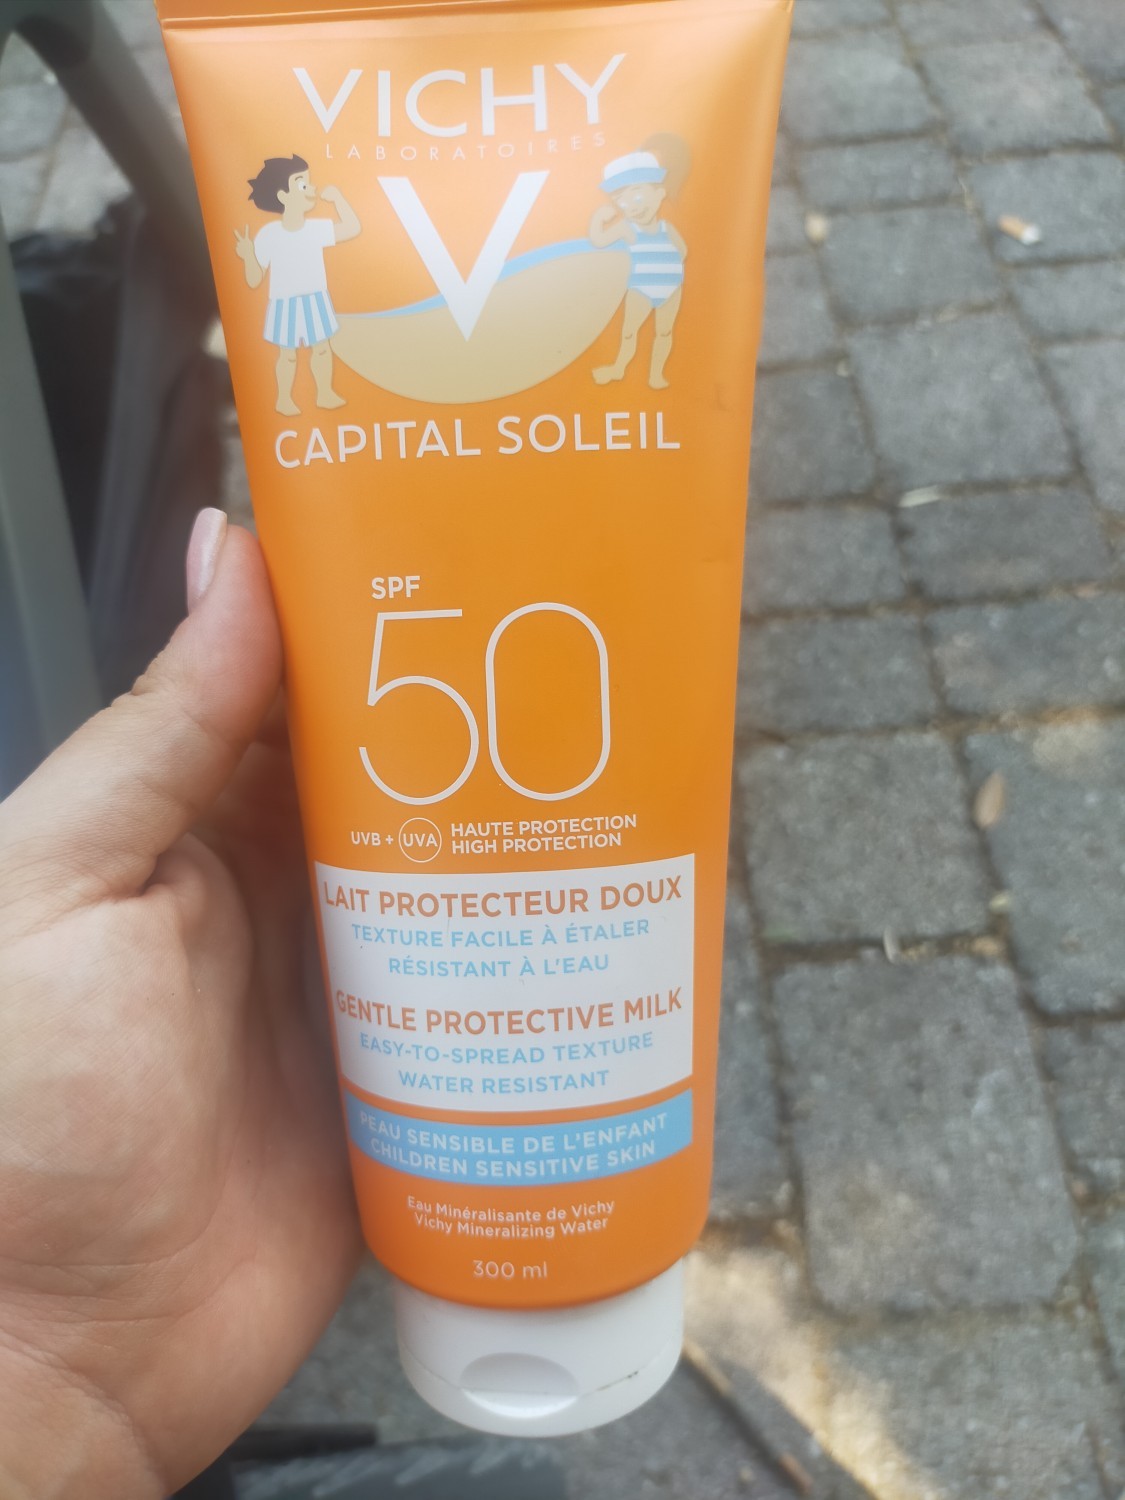 VICHY
LABORATOIRES
V
CAPITAL SOLEIL
SPF
50
UVB + UVA HAUTE PROTECTION
HIGH PROTECTION
LAIT PROTECTEUR DOUX
TEXTURE FACILE À ÉTALER
RÉSISTANT À L'EAU
GENTLE PROTECTIVE MILK
EASY-TO-SPREAD TEXTURE
WATER RESISTANT
PEAU SENSIBLE DE L'ENFANT
CHILDREN SENSITIVE SKIN
Eau Minéralisante de Vichy
Vichy Mineralizing Water
300 ml